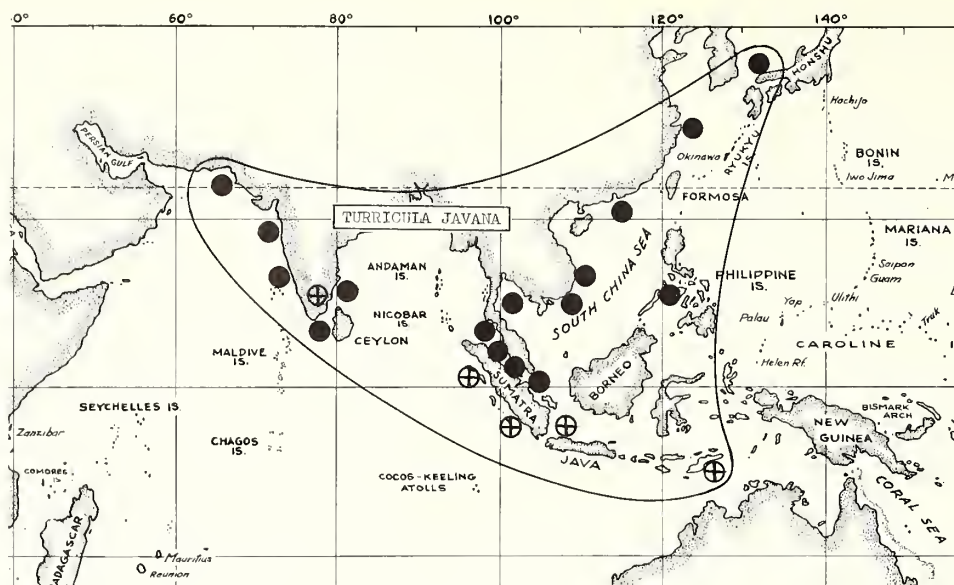 40° 60° 80° 100° 120° 140°
HONSHU
PERSIAN GULF
Hachijo
Okinawa
RYUKYU IS.
BONIN IS.
Iwo Jima
FORMOSA
TURRICULA JAVANA
MARIANA IS.
SOUTH CHINA SEA
Saipan
Guam
ANDAMAN IS.
PHILIPPINE IS.
Yap
Ulithi
NICOBAR IS.
Palau
Truk
CEYLON
CAROLINE
MALDIVE IS.
Helen Rf.
SUMATRA
BORNEO
SEYCHELLES IS.
BISMARK ARCH
Zanzibar
NEW GUINEA
CHAGOS IS.
JAVA
COMORES IS.
COCOS-KEELING ATOLLS
CORAL SEA
MADAGASCAR
Mauritius
Reunion